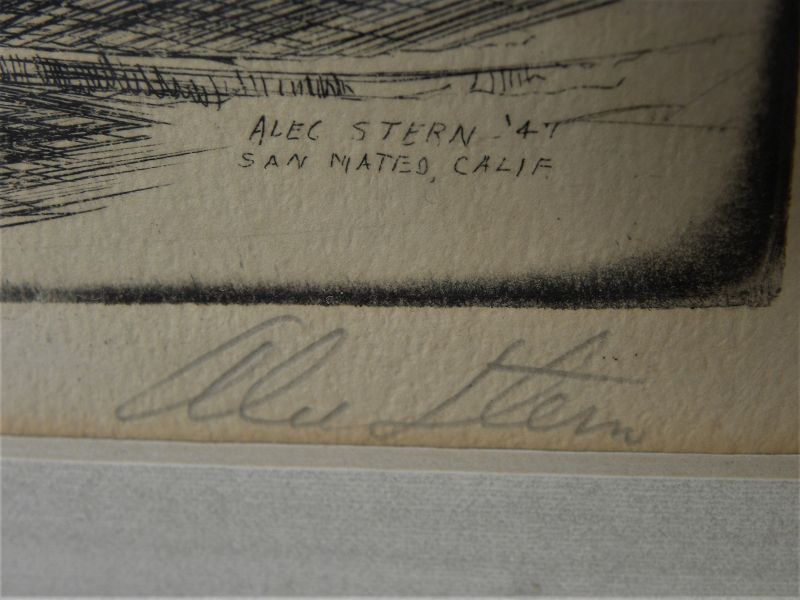 ALEC STERN '47
SAN MATEO, CALIF
Alec Stern